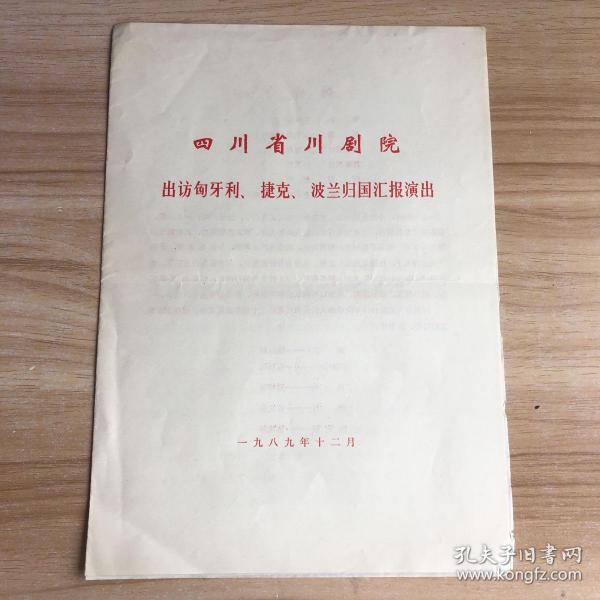 四川省川剧院
出访匈牙利、捷克、波兰归国汇报演出
一九八九年十二月
孔夫子旧书网
www.kongfz.com